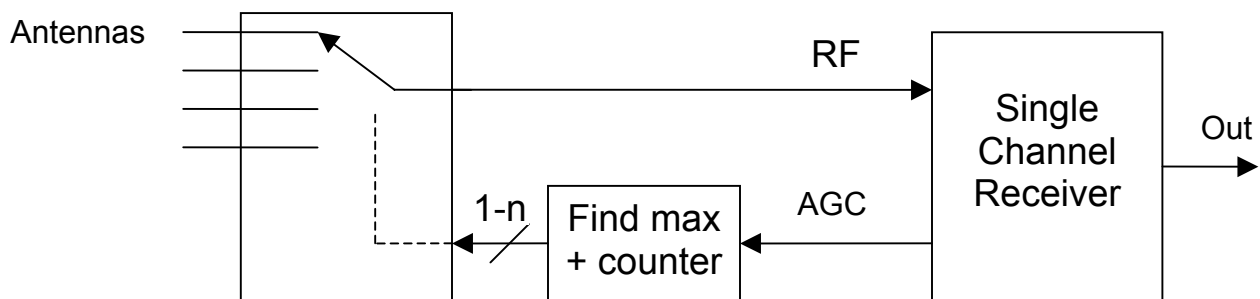 Antennas
RF
Single
Channel
Receiver
Out
1-n
Find max
+ counter
AGC